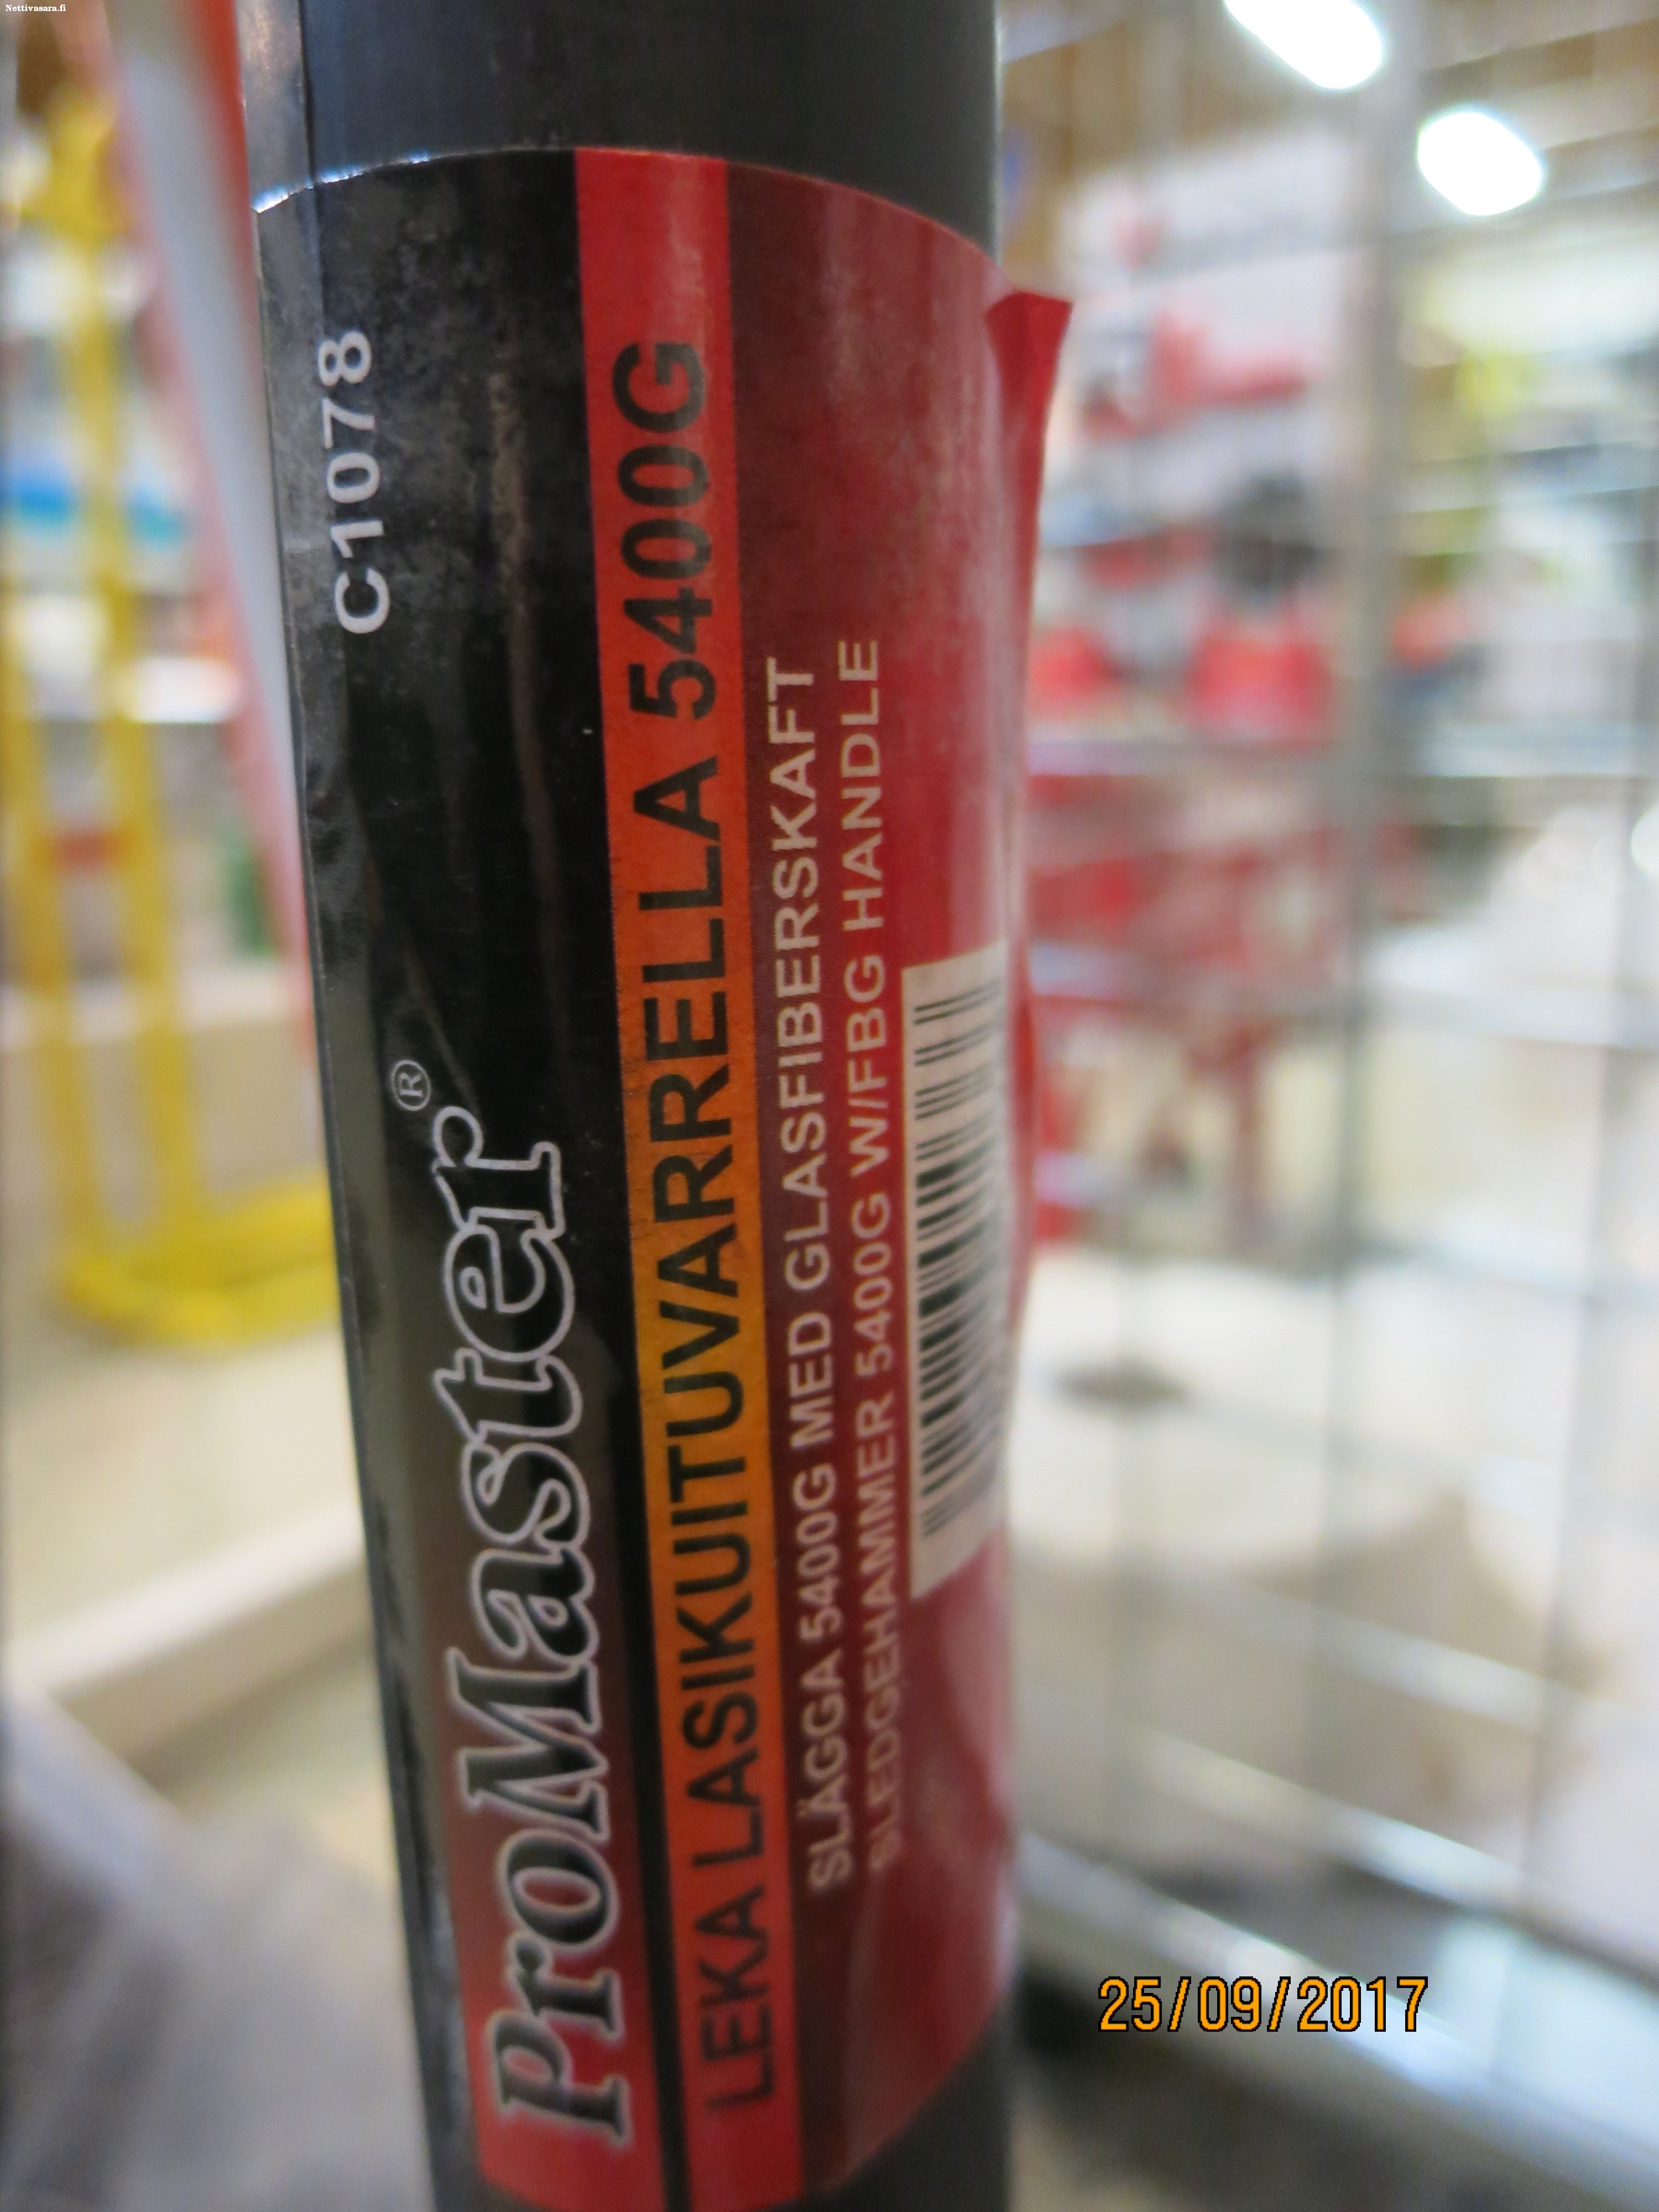 Nettivasara.fi
C1078
ProMaster®
LEKA LASIKUITUVARRELLA 5400G
SLÄGGA 5400G MED GLASFIBERSKAFT
SLEDGEHAMMER 5400G W/FBG HANDLE
25/09/2017